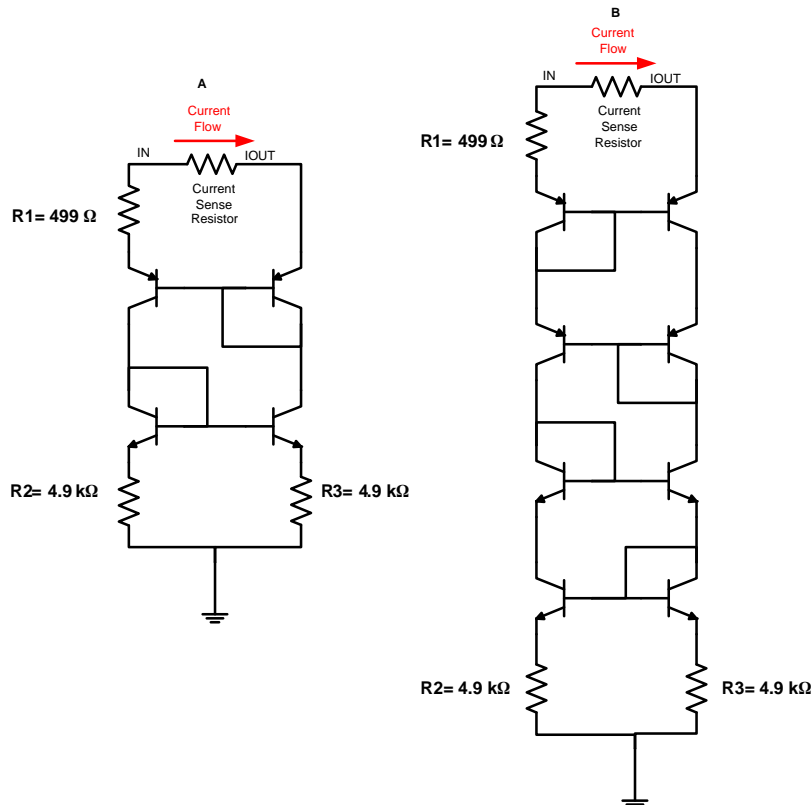 A
Current
Flow
IN
IOUT
Current
Sense
Resistor
R1= 499 Ω
R2= 4.9 kΩ
R3= 4.9 kΩ
B
Current
Flow
IN
IOUT
Current
Sense
Resistor
R1= 499 Ω
R2= 4.9 kΩ
R3= 4.9 kΩ